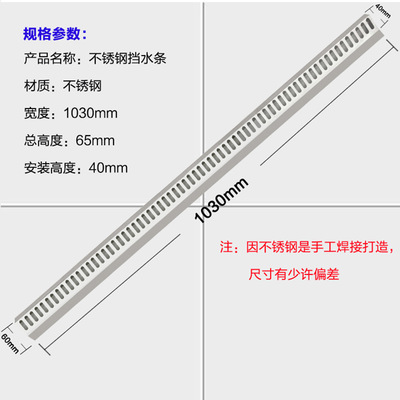 规格参数：
产品名称：不锈钢挡水条
材质：不锈钢
宽度：1030mm
总高度：65mm
安装高度：40mm
40mm
1030mm
注：因不锈钢是手工焊接打造，
尺寸有少许偏差
60mm